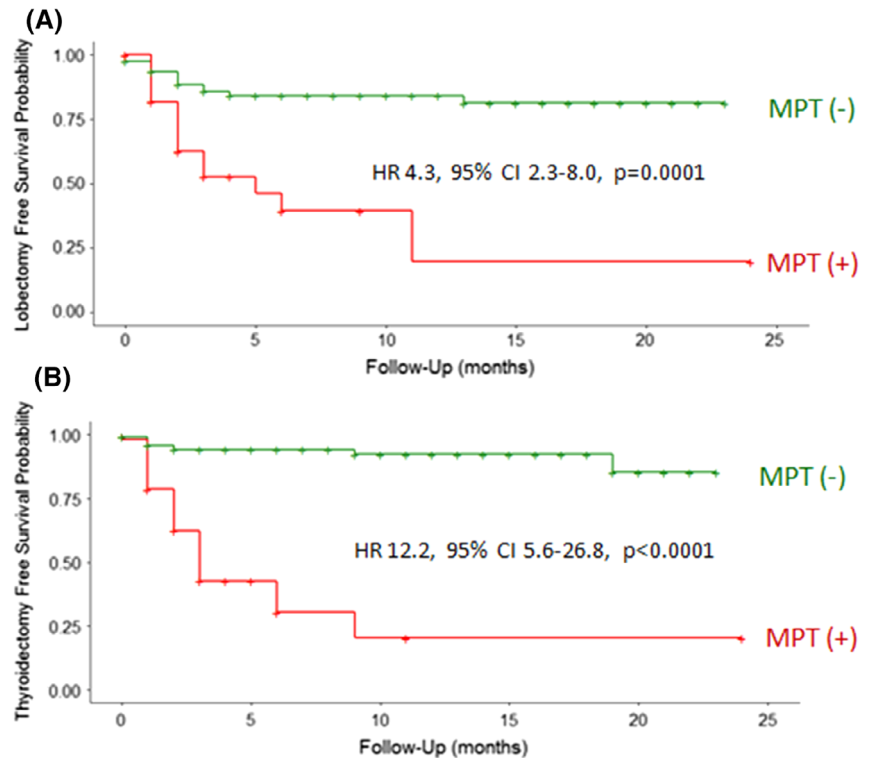 (A)
Lobectomy Free Survival Probability
1.00
0.75
0.50
0.25
0.00
MPT (-)
HR 4.3, 95% CI 2.3-8.0, p=0.0001
MPT (+)
0 5 10 15 20 25
Follow-Up (months)
(B)
Thyroidectomy Free Survival Probability
1.00
0.75
0.50
0.25
0.00
MPT (-)
HR 12.2, 95% CI 5.6-26.8, p<0.0001
MPT (+)
0 5 10 15 20 25
Follow-Up (months)